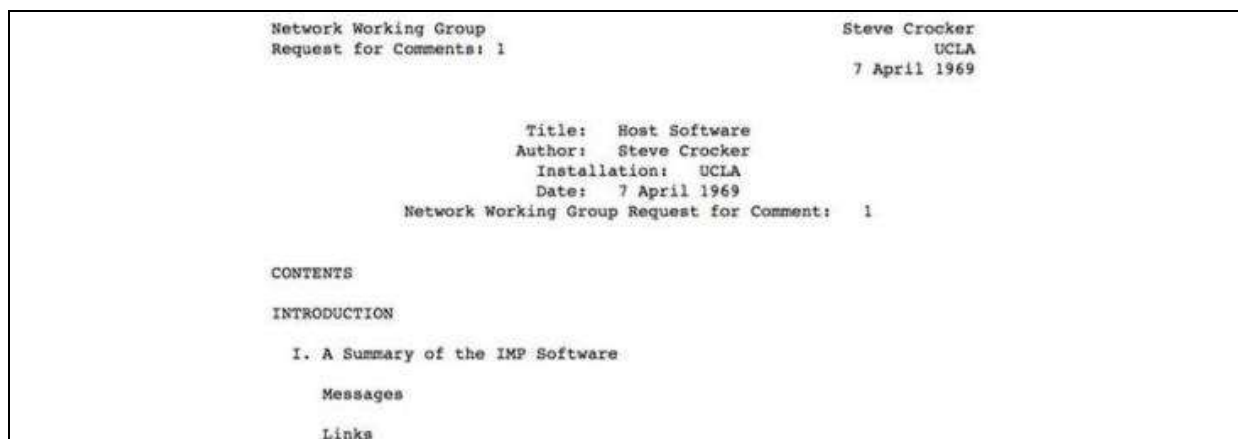 Network Working Group Steve Crocker
Request for Comments: 1 UCLA
7 April 1969
Title: Host Software
Author: Steve Crocker
Installation: UCLA
Date: 7 April 1969
Network Working Group Request for Comment: 1
CONTENTS
INTRODUCTION
I. A Summary of the IMP Software
Messages
Links